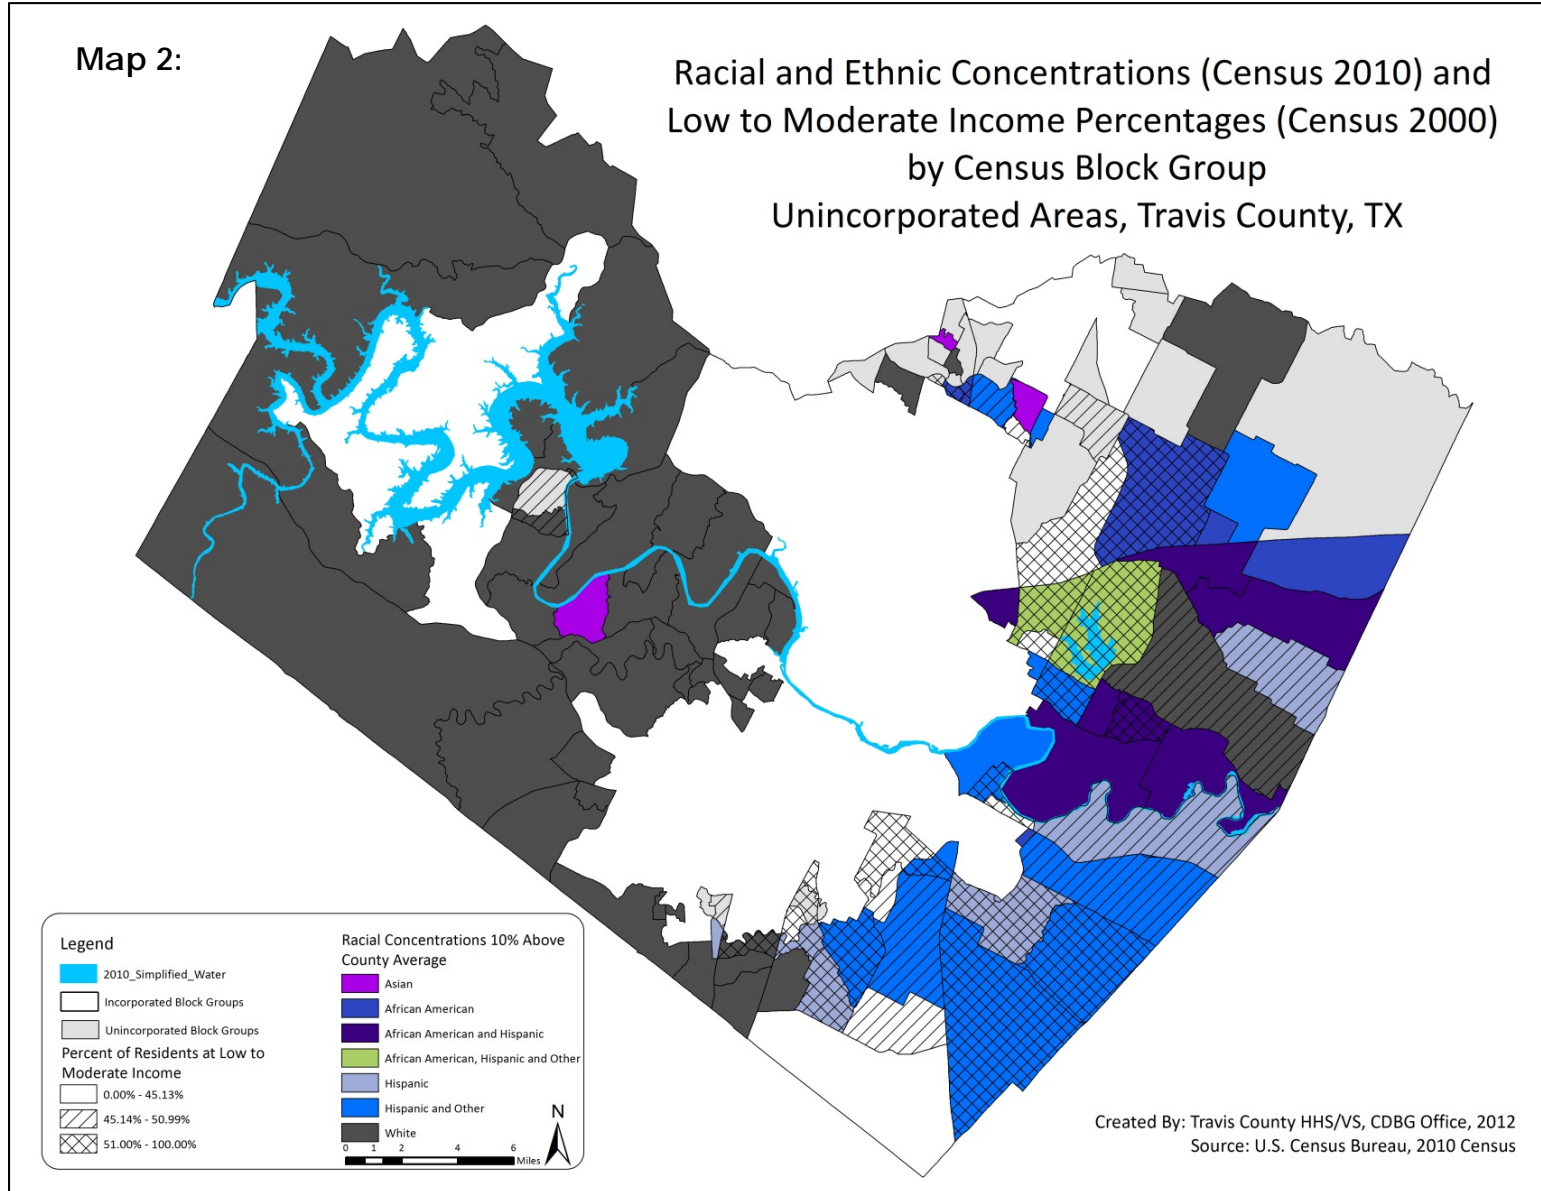 Map 2:
Racial and Ethnic Concentrations (Census 2010) and
Low to Moderate Income Percentages (Census 2000)
by Census Block Group
Unincorporated Areas, Travis County, TX
Legend
2010_Simplified_Water
Incorporated Block Groups
Unincorporated Block Groups
Percent of Residents at Low to
Moderate Income
0.00% - 45.13%
45.14% - 50.99%
51.00% - 100.00%
Racial Concentrations 10% Above
County Average
Asian
African American
African American and Hispanic
African American, Hispanic and Other
Hispanic
Hispanic and Other
White
0 1 2 4 6
Miles
N
Created By: Travis County HHS/VS, CDBG Office, 2012
Source: U.S. Census Bureau, 2010 Census